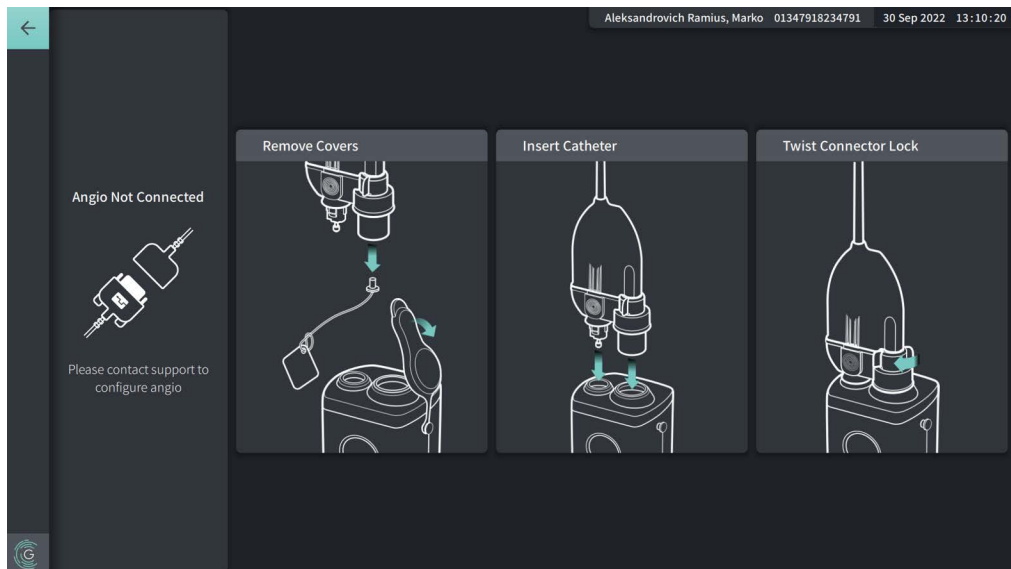 Aleksandrovich Ramius, Marko 01347918234791 30 Sep 2022 13:10:20
Angio Not Connected
Please contact support to
configure angio
Remove Covers
Insert Catheter
Twist Connector Lock
G